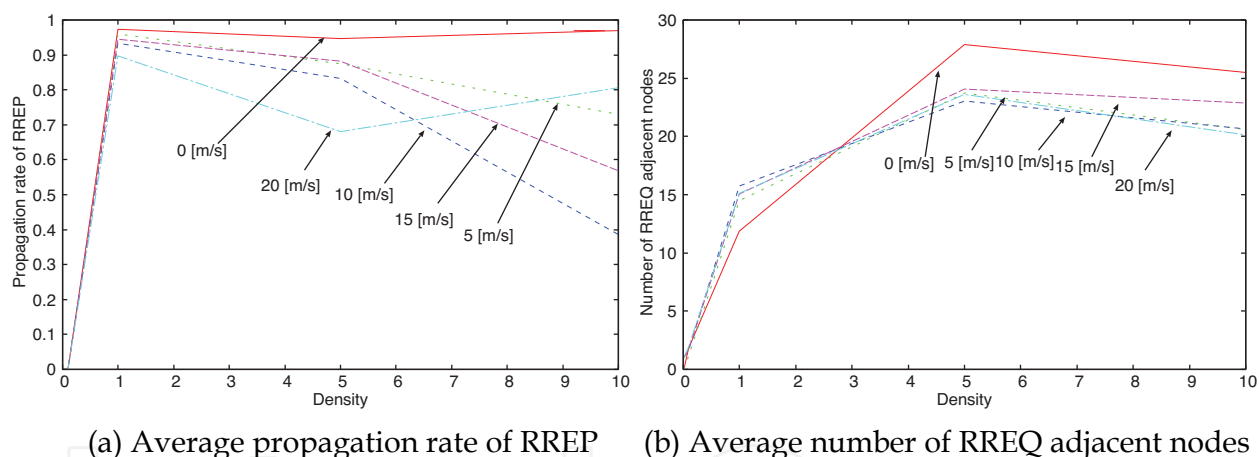 1
0.9
0.8
0.7
0.6
0.5
0.4
0.3
0.2
0.1
0
Propagation rate of RREP
0 [m/s]
20 [m/s]
10 [m/s]
15 [m/s]
5 [m/s]
0 1 2 3 4 5 6 7 8 9 10
Density
(a) Average propagation rate of RREP
30
25
20
15
10
5
0
Number of RREQ adjacent nodes
0 [m/s]
5 [m/s]
10 [m/s]
15 [m/s]
20 [m/s]
0 1 2 3 4 5 6 7 8 9 10
Density
(b) Average number of RREQ adjacent nodes